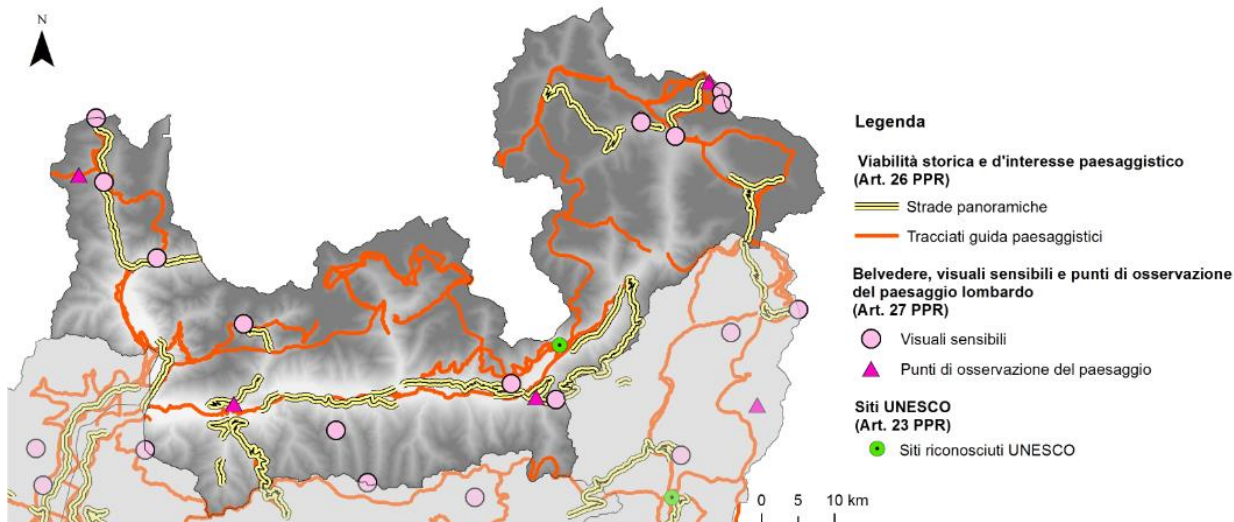 N
Legenda
Viabilità storica e d'interesse paesaggistico
(Art. 26 PPR)
Strade panoramiche
Tracciati guida paesaggistici
Belvedere, visuali sensibili e punti di osservazione
del paesaggio lombardo
(Art. 27 PPR)
Visuali sensibili
Punti di osservazione del paesaggio
Siti UNESCO
(Art. 23 PPR)
Siti riconosciuti UNESCO
0 5 10 km